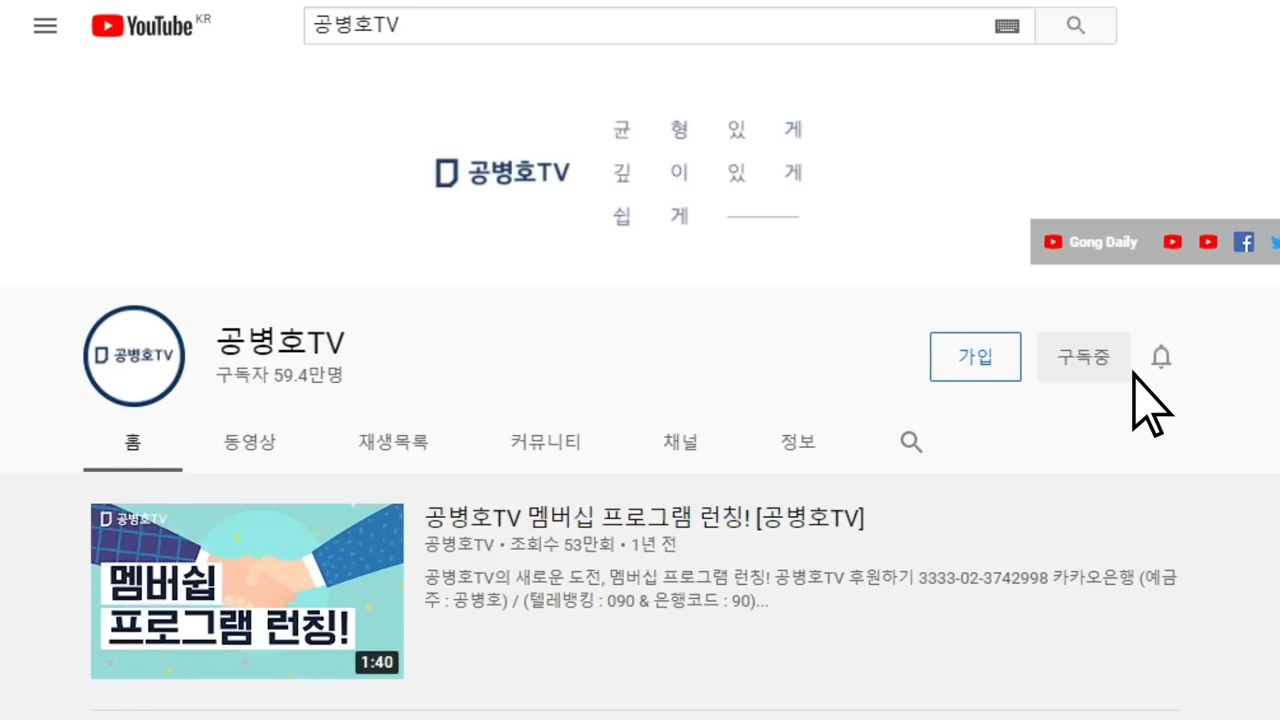 YouTube KR
공병호TV
균형있게
공병호TV 깊이있게
쉽게
Gong Daily
공병호TV
공병호TV
구독자 59.4만명
가입
구독중
홈 동영상 재생목록 커뮤니티 채널 정보
공병호TV
멤버쉽
프로그램 런칭!
1:40
공병호TV 멤버십 프로그램 런칭! [공병호TV]
공병호TV • 조회수 53만회 • 1년 전
공병호TV의 새로운 도전, 멤버십 프로그램 런칭! 공병호TV 후원하기 3333-02-3742998 카카오은행 (예금
주 : 공병호) / (텔레뱅킹 : 090 & 은행코드 : 90)...